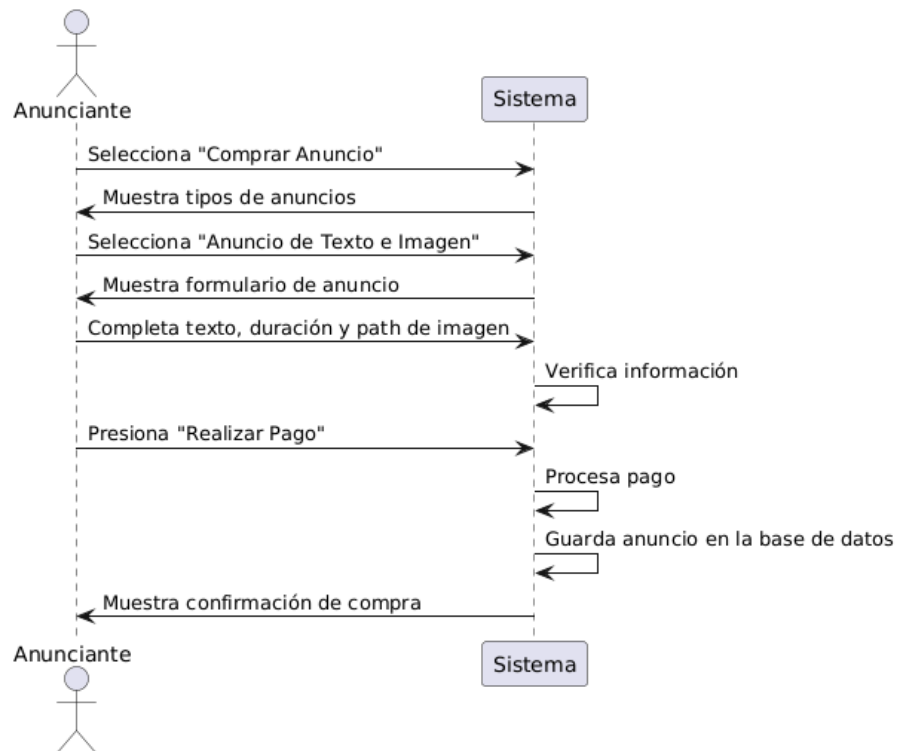 Anunciante
Sistema
Selecciona "Comprar Anuncio"
Muestra tipos de anuncios
Selecciona "Anuncio de Texto e Imagen"
Muestra formulario de anuncio
Completa texto, duración y path de imagen
Verifica información
Presiona "Realizar Pago"
Procesa pago
Guarda anuncio en la base de datos
Muestra confirmación de compra
Anunciante
Sistema